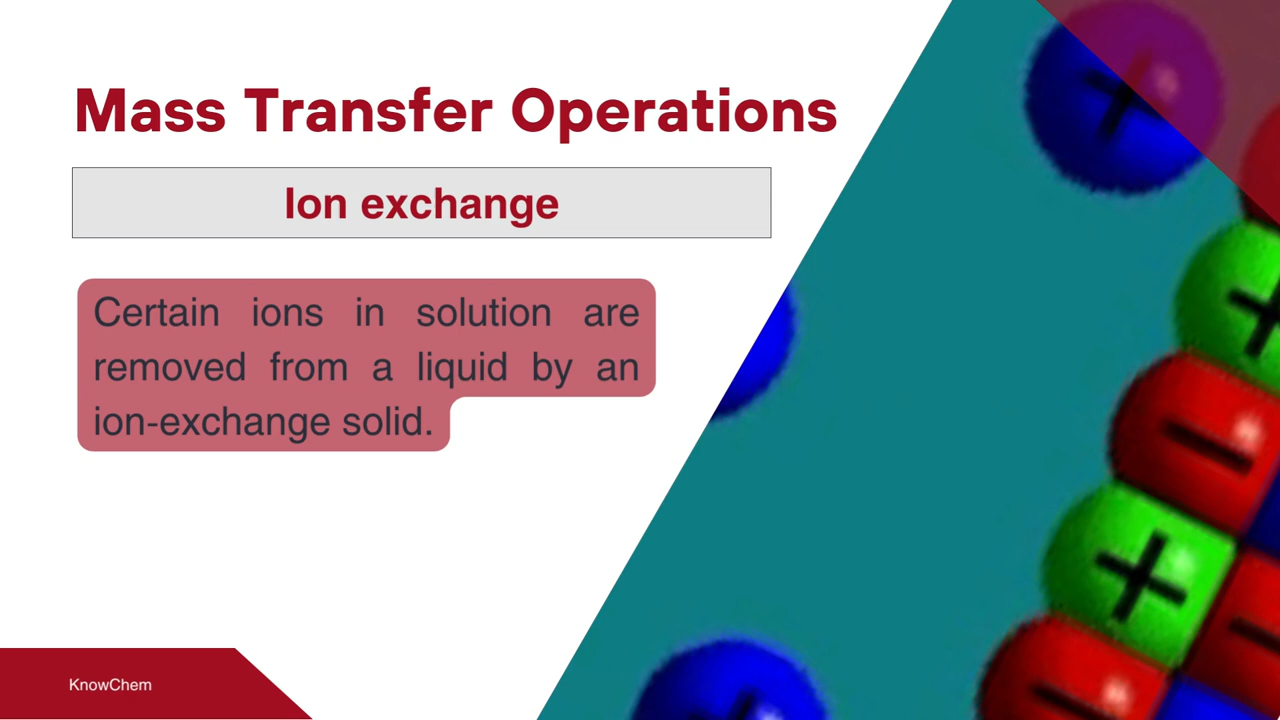 Mass Transfer Operations
Ion exchange
Certain ions in solution are
removed from a liquid by an
ion-exchange solid.
KnowChem